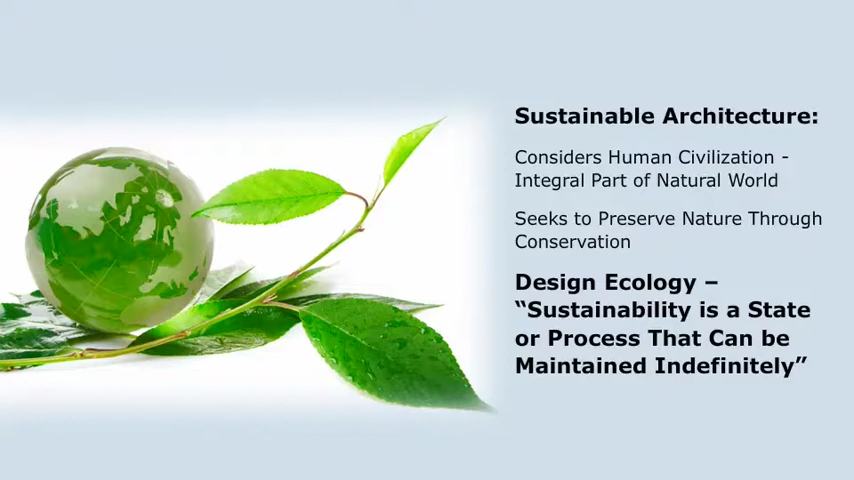 Sustainable Architecture:
Considers Human Civilization -
Integral Part of Natural World
Seeks to Preserve Nature Through
Conservation
Design Ecology –
“Sustainability is a State
or Process That Can be
Maintained Indefinitely”